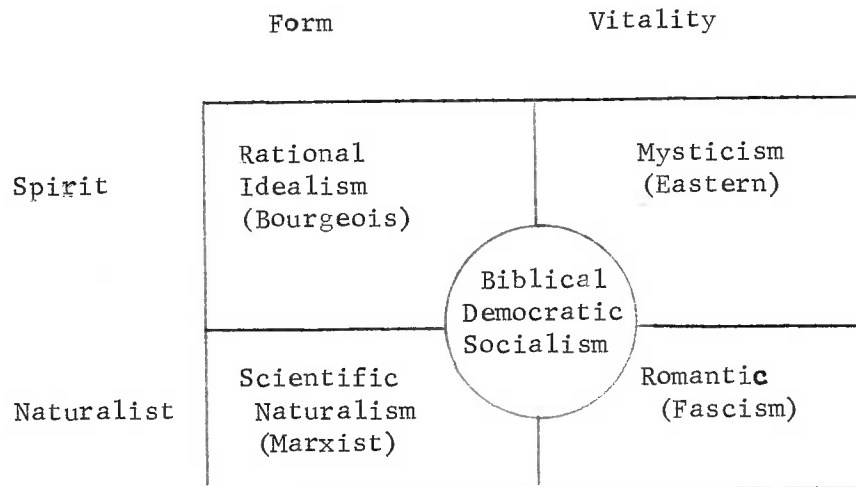 Form Vitality
Spirit
Rational
Idealism
(Bourgeois)
Mysticism
(Eastern)
Biblical
Democratic
Socialism
Naturalist
Scientific
Naturalism
(Marxist)
Romantic
(Fascism)